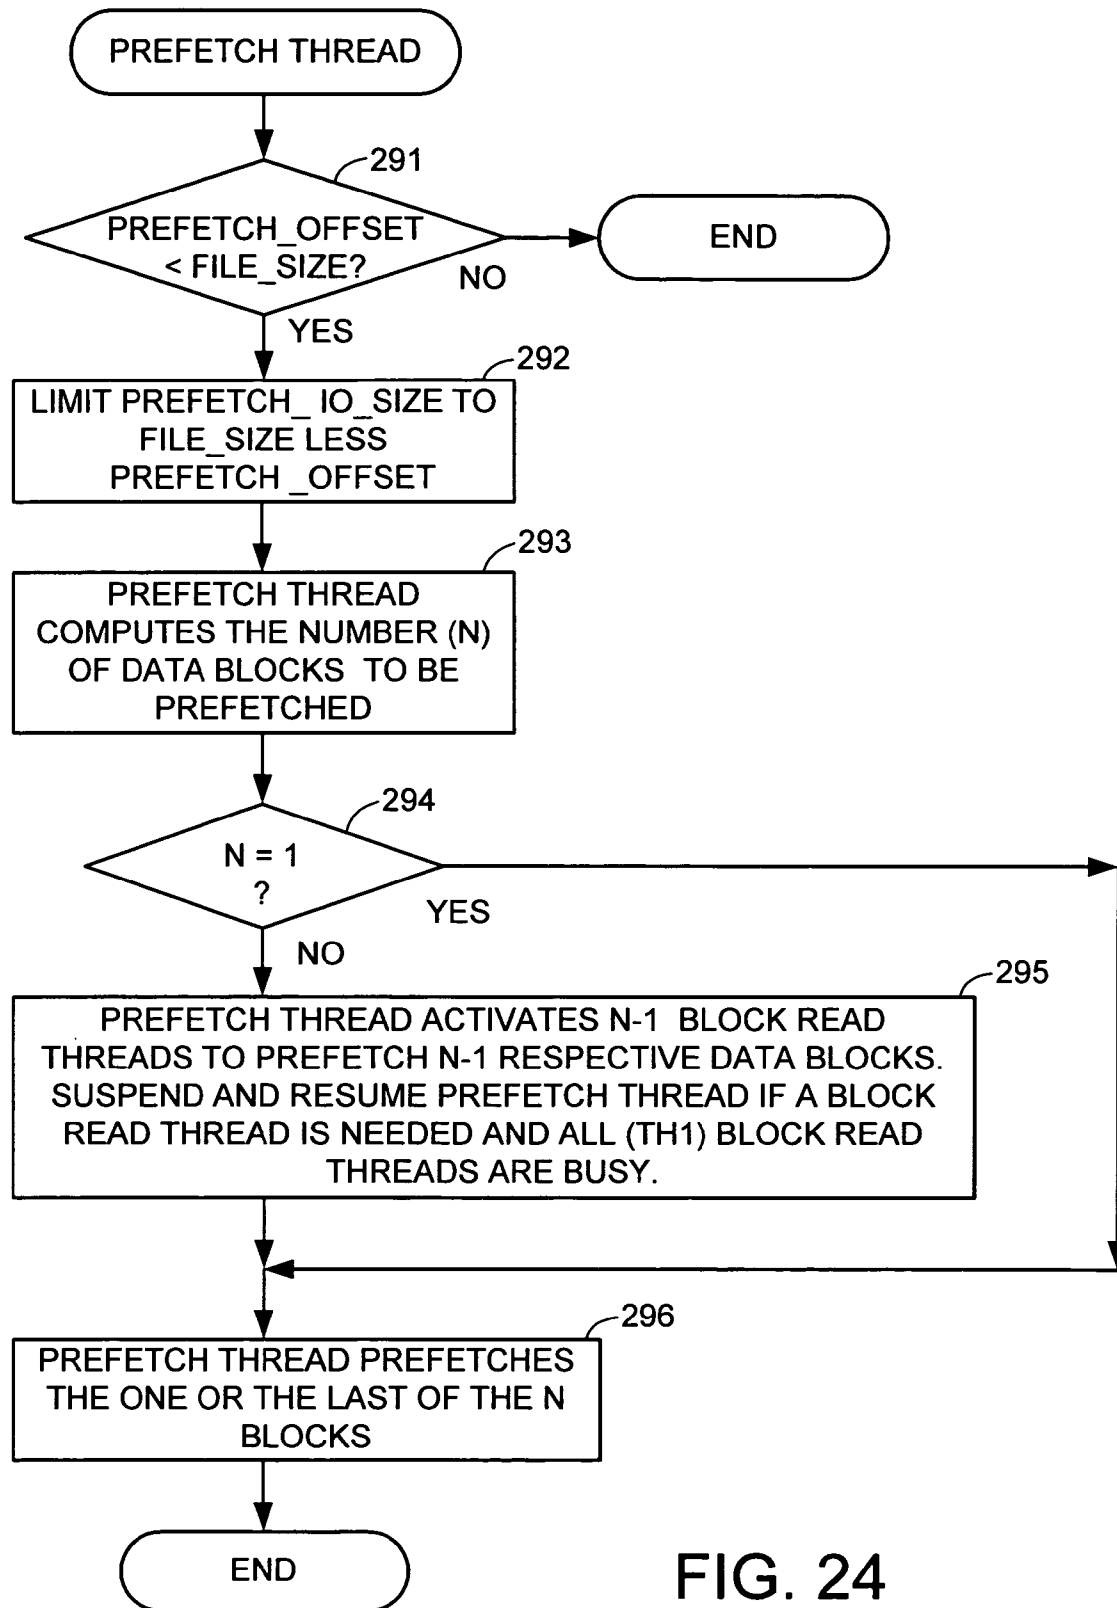 PREFETCH THREAD
291
PREFETCH_OFFSET
< FILE_SIZE?
NO
END
YES
292
LIMIT PREFETCH_ IO_SIZE TO
FILE_SIZE LESS
PREFETCH _OFFSET
293
PREFETCH THREAD
COMPUTES THE NUMBER (N)
OF DATA BLOCKS TO BE
PREFETCHED
294
N = 1
?
YES
NO
295
PREFETCH THREAD ACTIVATES N-1 BLOCK READ
THREADS TO PREFETCH N-1 RESPECTIVE DATA BLOCKS.
SUSPEND AND RESUME PREFETCH THREAD IF A BLOCK
READ THREAD IS NEEDED AND ALL (TH1) BLOCK READ
THREADS ARE BUSY.
296
PREFETCH THREAD PREFETCHES
THE ONE OR THE LAST OF THE N
BLOCKS
END
FIG. 24